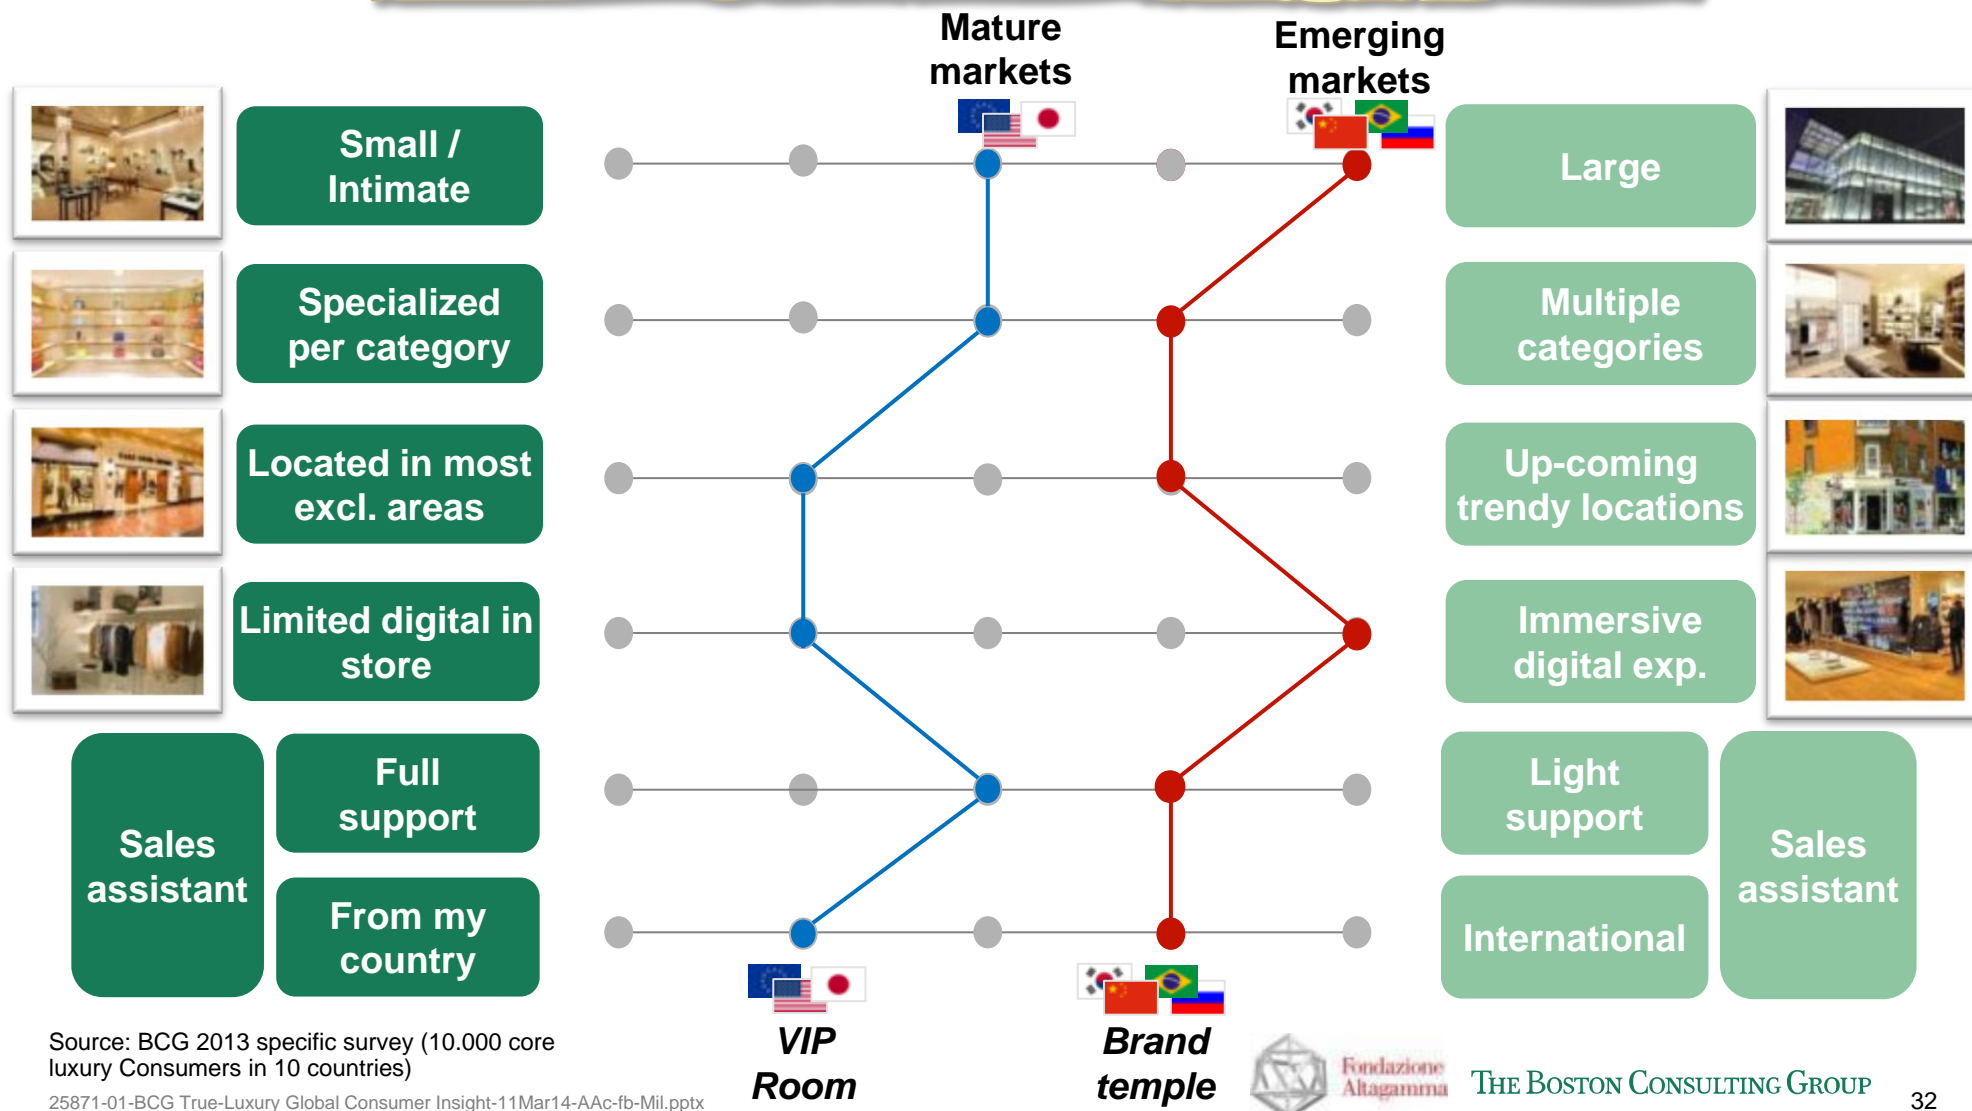 Mature
markets
Emerging
markets
Small /
Intimate
Large
Specialized
per category
Multiple
categories
Located in most
excl. areas
Up-coming
trendy locations
Limited digital in
store
Immersive
digital exp.
Sales
assistant
Full
support
Light
support
Sales
assistant
From my
country
International
VIP
Room
Brand
temple
Source: BCG 2013 specific survey (10.000 core
luxury Consumers in 10 countries)
25871-01-BCG True-Luxury Global Consumer Insight-11Mar14-AAc-fb-Mil.pptx
Fondazione
Altagamma
THE BOSTON CONSULTING GROUP
32